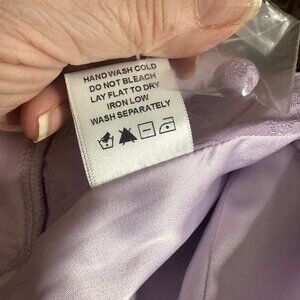 HAND WASH COLD
DO NOT BLEACH
LAY FLAT TO DRY
IRON LOW
WASH SEPARATELY